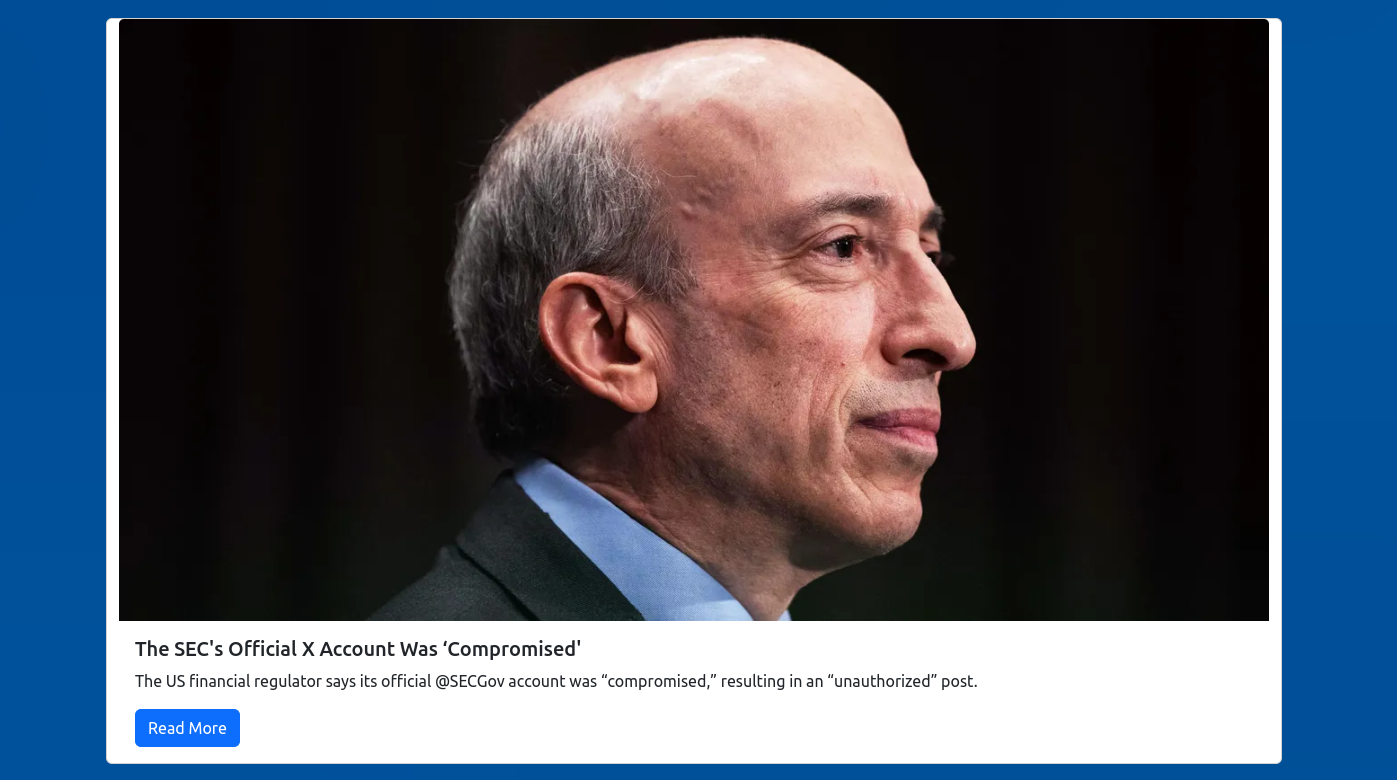 The SEC's Official X Account Was ‘Compromised'
The US financial regulator says its official @SECGov account was “compromised,” resulting in an “unauthorized” post.
Read More